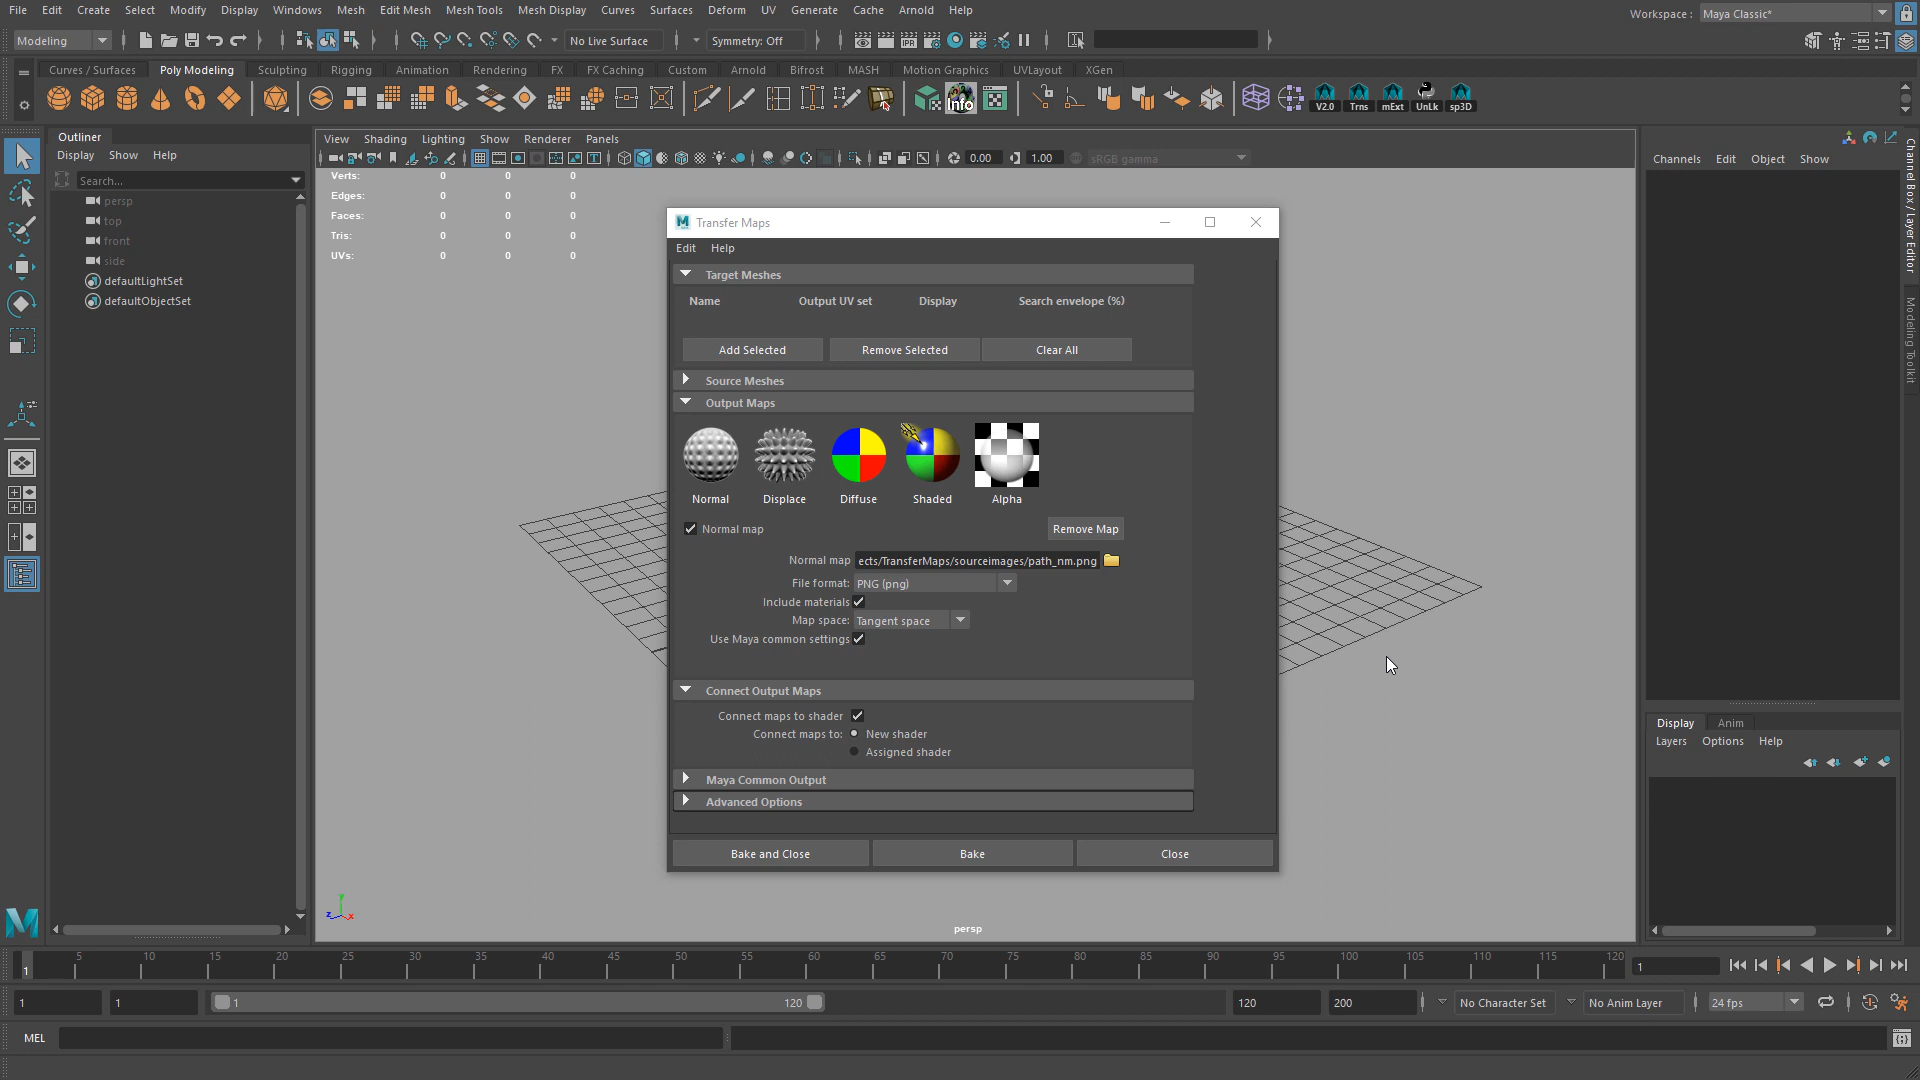 File Edit Create Select Modify Display Windows Mesh Edit Mesh Mesh Tools Mesh Display Curves Surfaces Deform UV Generate Cache Arnold Help
Workspace : Maya Classic*
Modeling No Live Surface Symmetry: Off
Curves / Surfaces Poly Modeling Sculpting Rigging Animation Rendering FX FX Caching Custom Arnold Bifrost MASH Motion Graphics UVLayout XGen
Info V2.0 Trns mExt UnLk sp3D
Outliner
Display Show Help
Search...
persp
top
front
side
defaultLightSet
defaultObjectSet
View Shading Lighting Show Renderer Panels
0.00 1.00 sRGB gamma
Verts: 0 0 0
Edges: 0 0 0
Faces: 0 0 0
Tris: 0 0 0
UVs: 0 0 0
Transfer Maps
Edit Help
Target Meshes
Name Output UV set Display Search envelope (%)
Add Selected Remove Selected Clear All
Source Meshes
Output Maps
Normal Displace Diffuse Shaded Alpha
Normal map Remove Map
Normal map ects/TransferMaps/sourceimages/path_nm.png
File format: PNG (png)
Include materials
Map space: Tangent space
Use Maya common settings
Connect Output Maps
Connect maps to shader
Connect maps to: New shader
Assigned shader
Maya Common Output
Advanced Options
Bake and Close Bake Close
persp
Channels Edit Object Show
Channel Box / Layer Editor
Modeling Toolkit
Display Anim
Layers Options Help
1 5 10 15 20 25 30 35 40 45 50 55 60 65 70 75 80 85 90 95 100 105 110 115 120 1
1 1 1 120 120 200 No Character Set No Anim Layer 24 fps
MEL